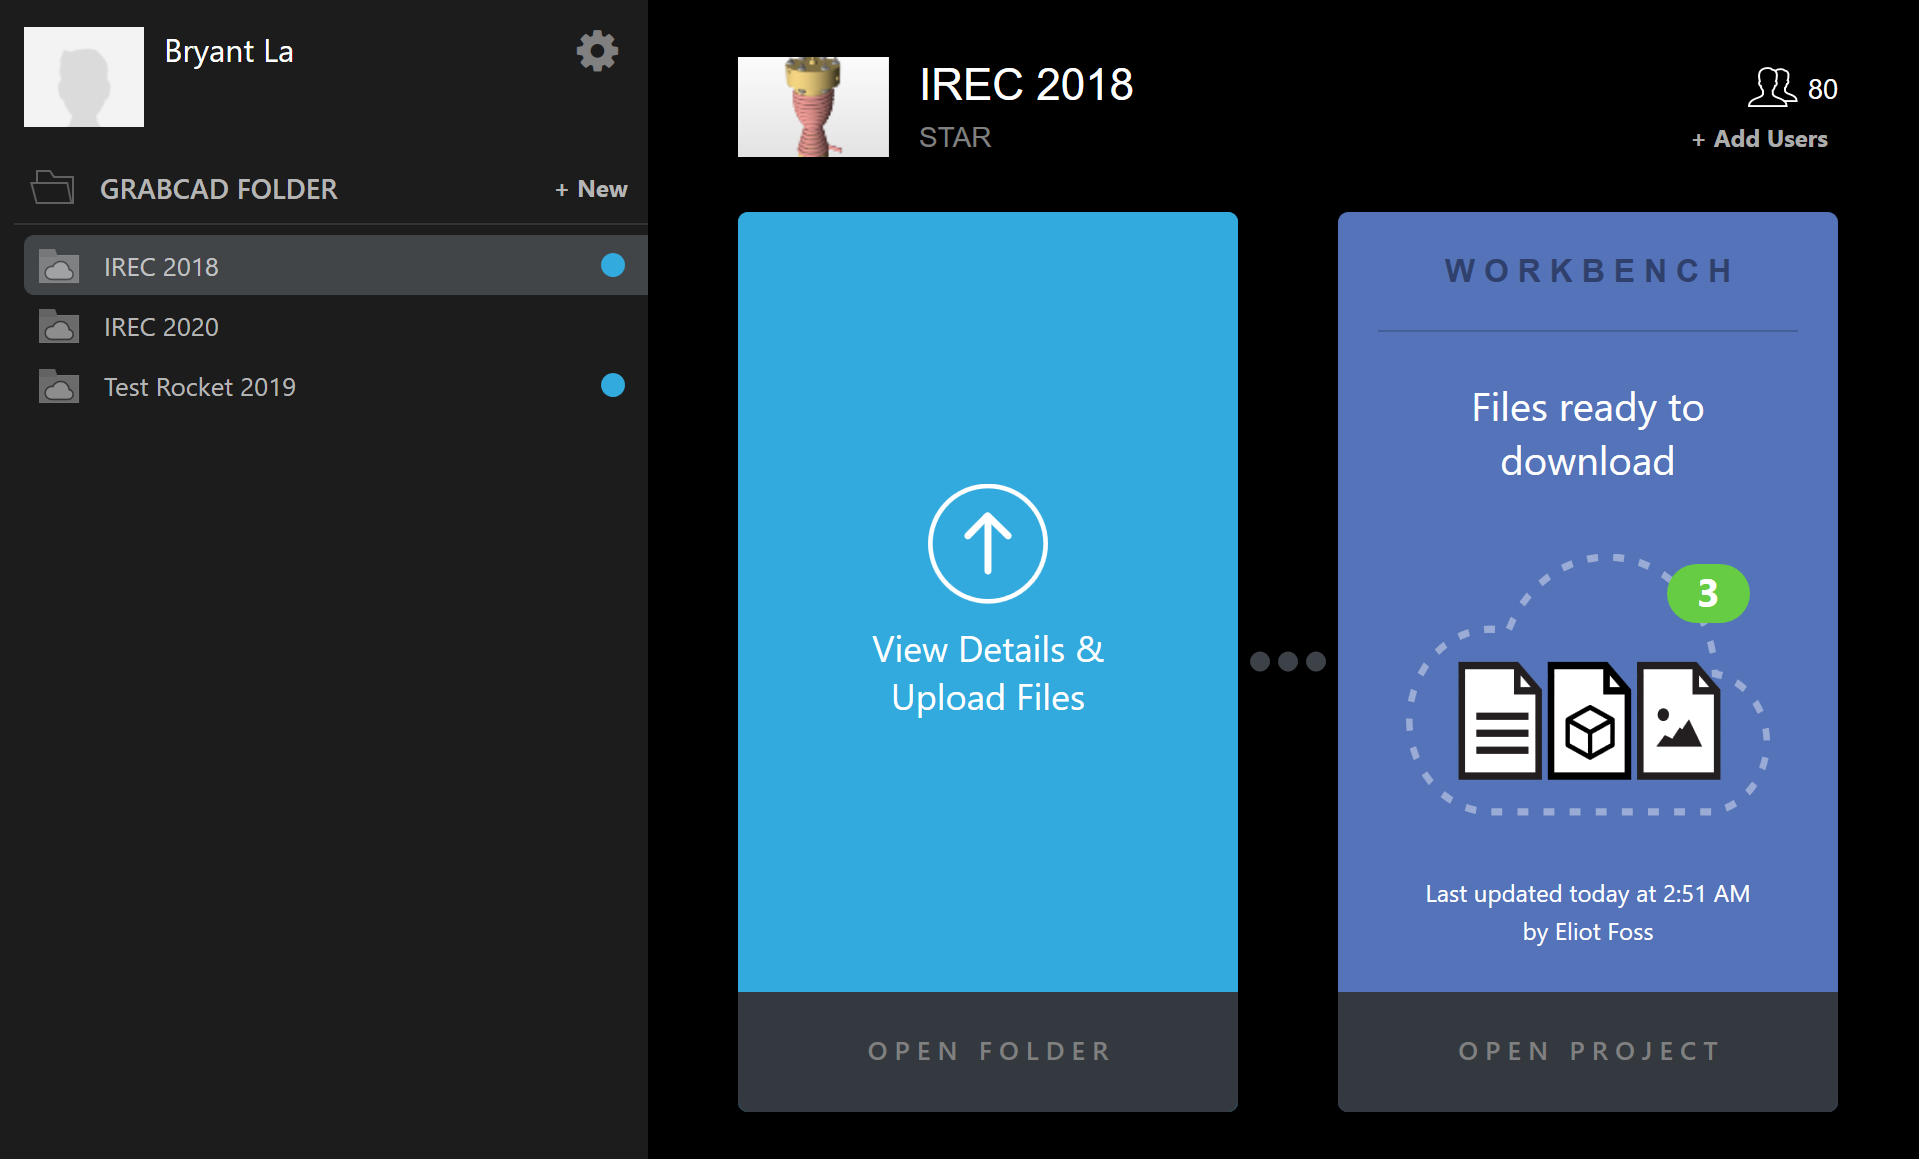 Bryant La
GRABCAD FOLDER
+ New
IREC 2018
IREC 2020
Test Rocket 2019
IREC 2018
STAR
80
+ Add Users
View Details &
Upload Files
OPEN FOLDER
WORKBENCH
Files ready to
download
3
Last updated today at 2:51 AM
by Eliot Foss
OPEN PROJECT